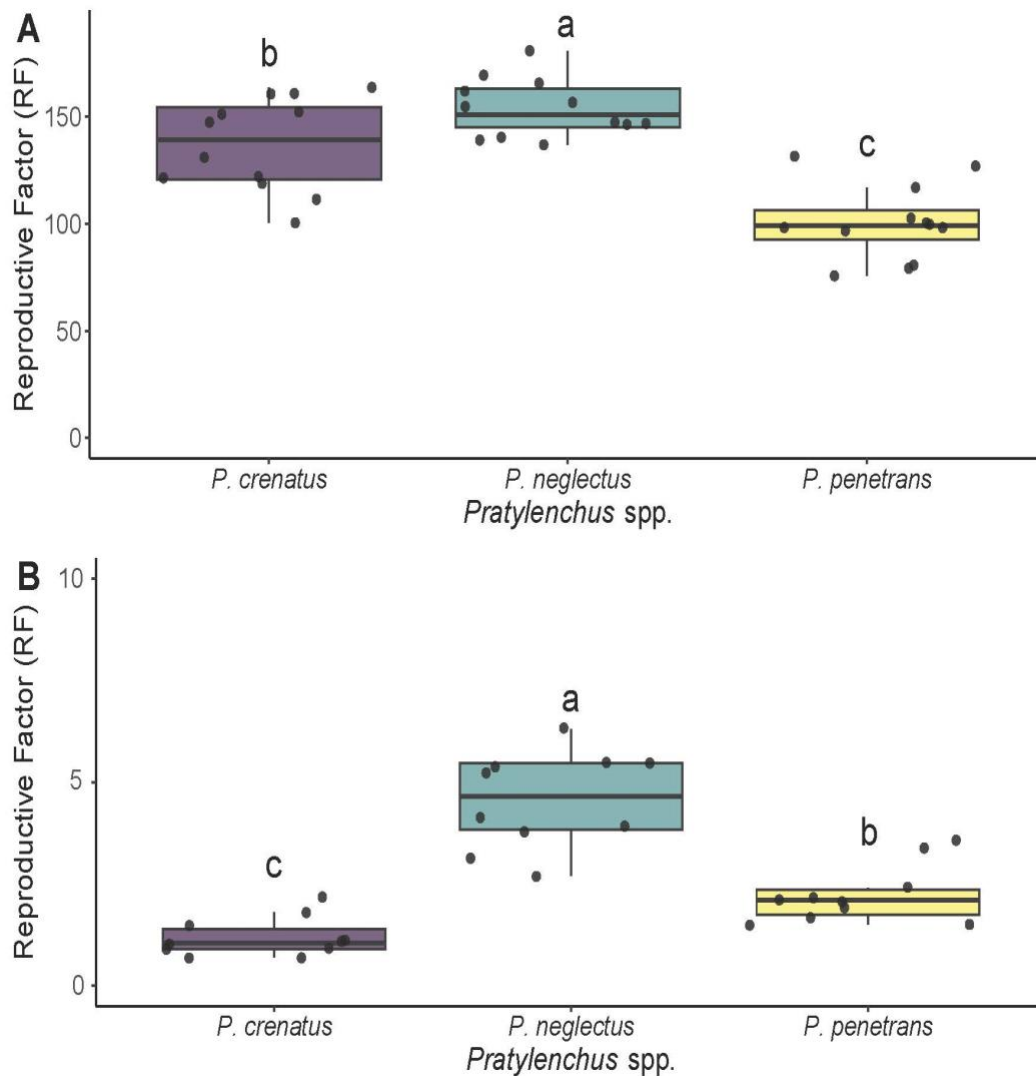 A
Reproductive Factor (RF)
150
100
50
0
b
a
c
P. crenatus
P. neglectus
P. penetrans
Pratylenchus spp.
B
Reproductive Factor (RF)
10
5
0
c
a
b
P. crenatus
P. neglectus
P. penetrans
Pratylenchus spp.